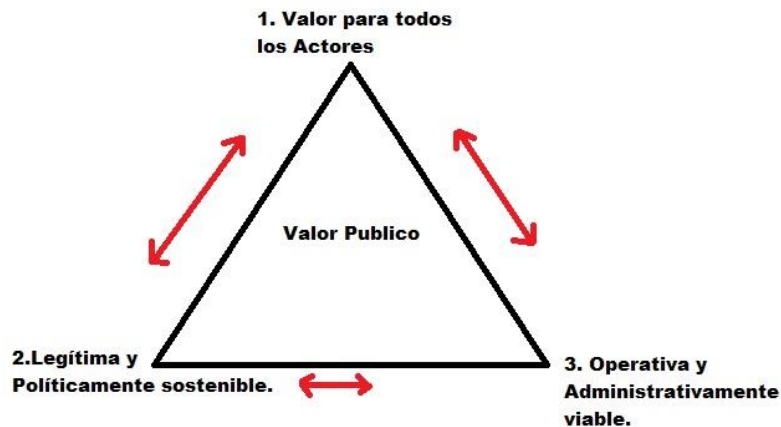 1. Valor para todos
los Actores
Valor Publico
2.Legítima y
Políticamente sostenible.
3. Operativa y
Administrativamente
viable.